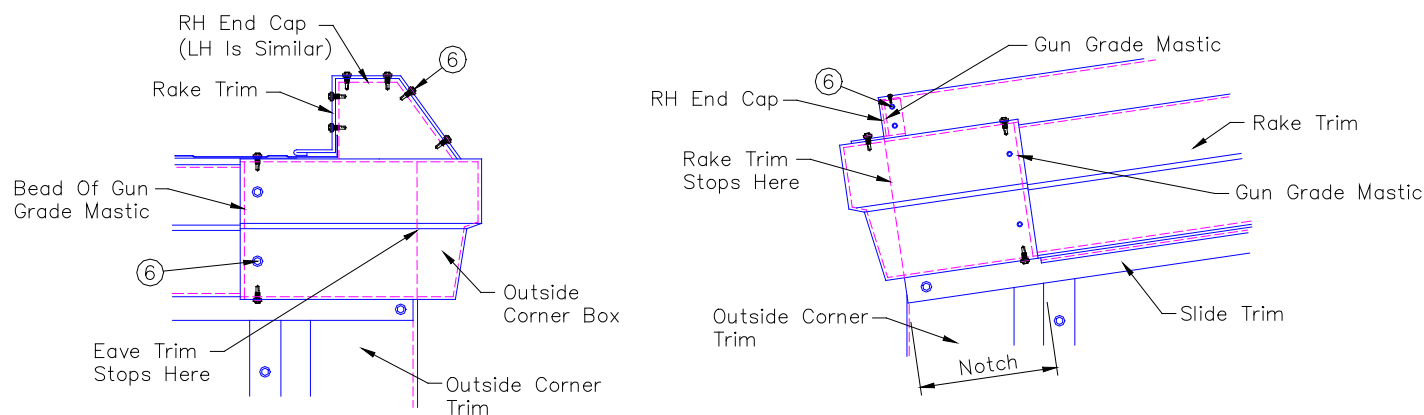 RH End Cap
(LH Is Similar)
6
Rake Trim
Bead Of Gun
Grade Mastic
6
Outside
Corner Box
Eave Trim
Stops Here
Outside Corner
Trim
Gun Grade Mastic
6
RH End Cap
Rake Trim
Rake Trim
Stops Here
Gun Grade Mastic
Slide Trim
Outside Corner
Trim
Notch